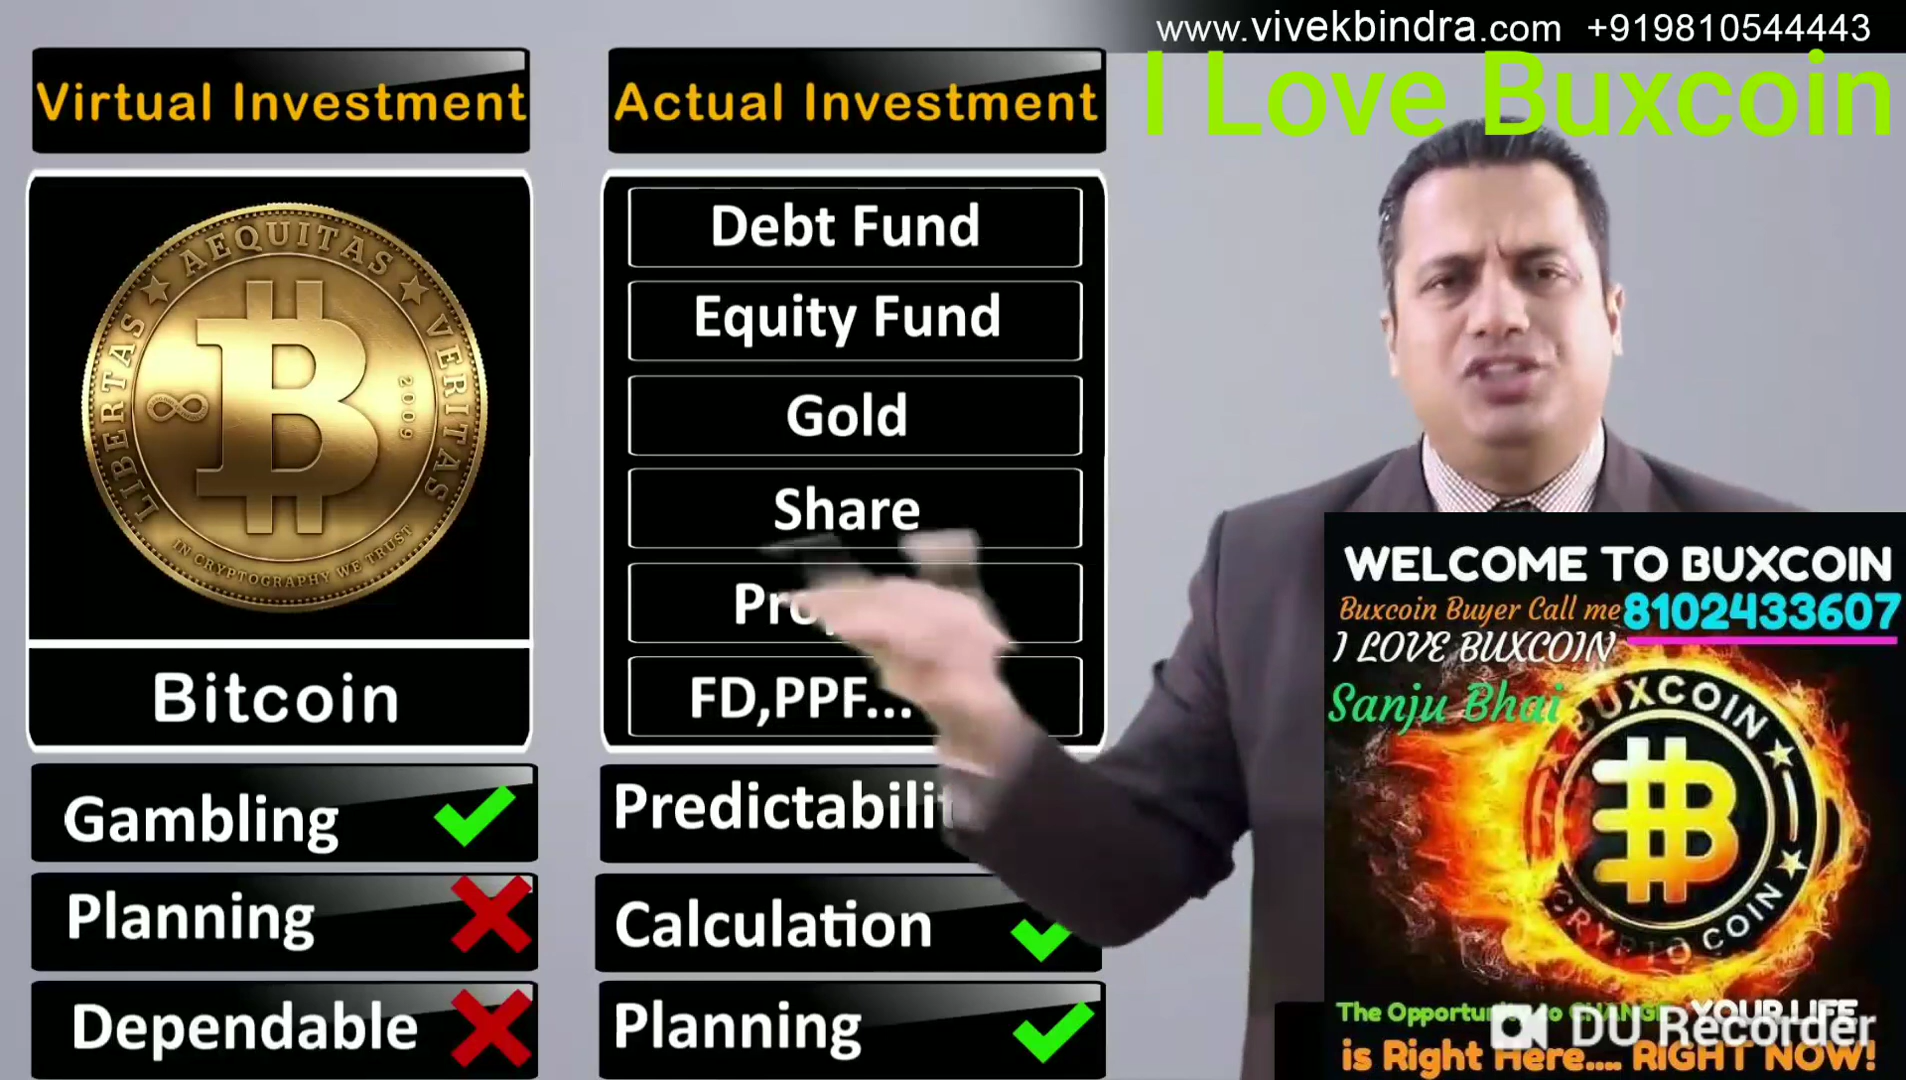 www.vivekbindra.com +919810544443
I Love Buxcoin
Virtual Investment
Actual Investment
AEQUITAS
LIBERTAS
VERITAS
2009
IN CRYPTOGRAPHY WE TRUST
Bitcoin
Gambling
Planning
Dependable
Debt Fund
Equity Fund
Gold
Share
FD,PPF...
Calculation
Planning
WELCOME TO BUXCOIN
Buxcoin Buyer Call me 8102433607
I LOVE BUXCOIN
Sanju Bhai
BUXCOIN
CRYPTO COIN
The Opportunity to CHANGE YOUR LIFE
is Right Here.... RIGHT NOW!
DU Recorder